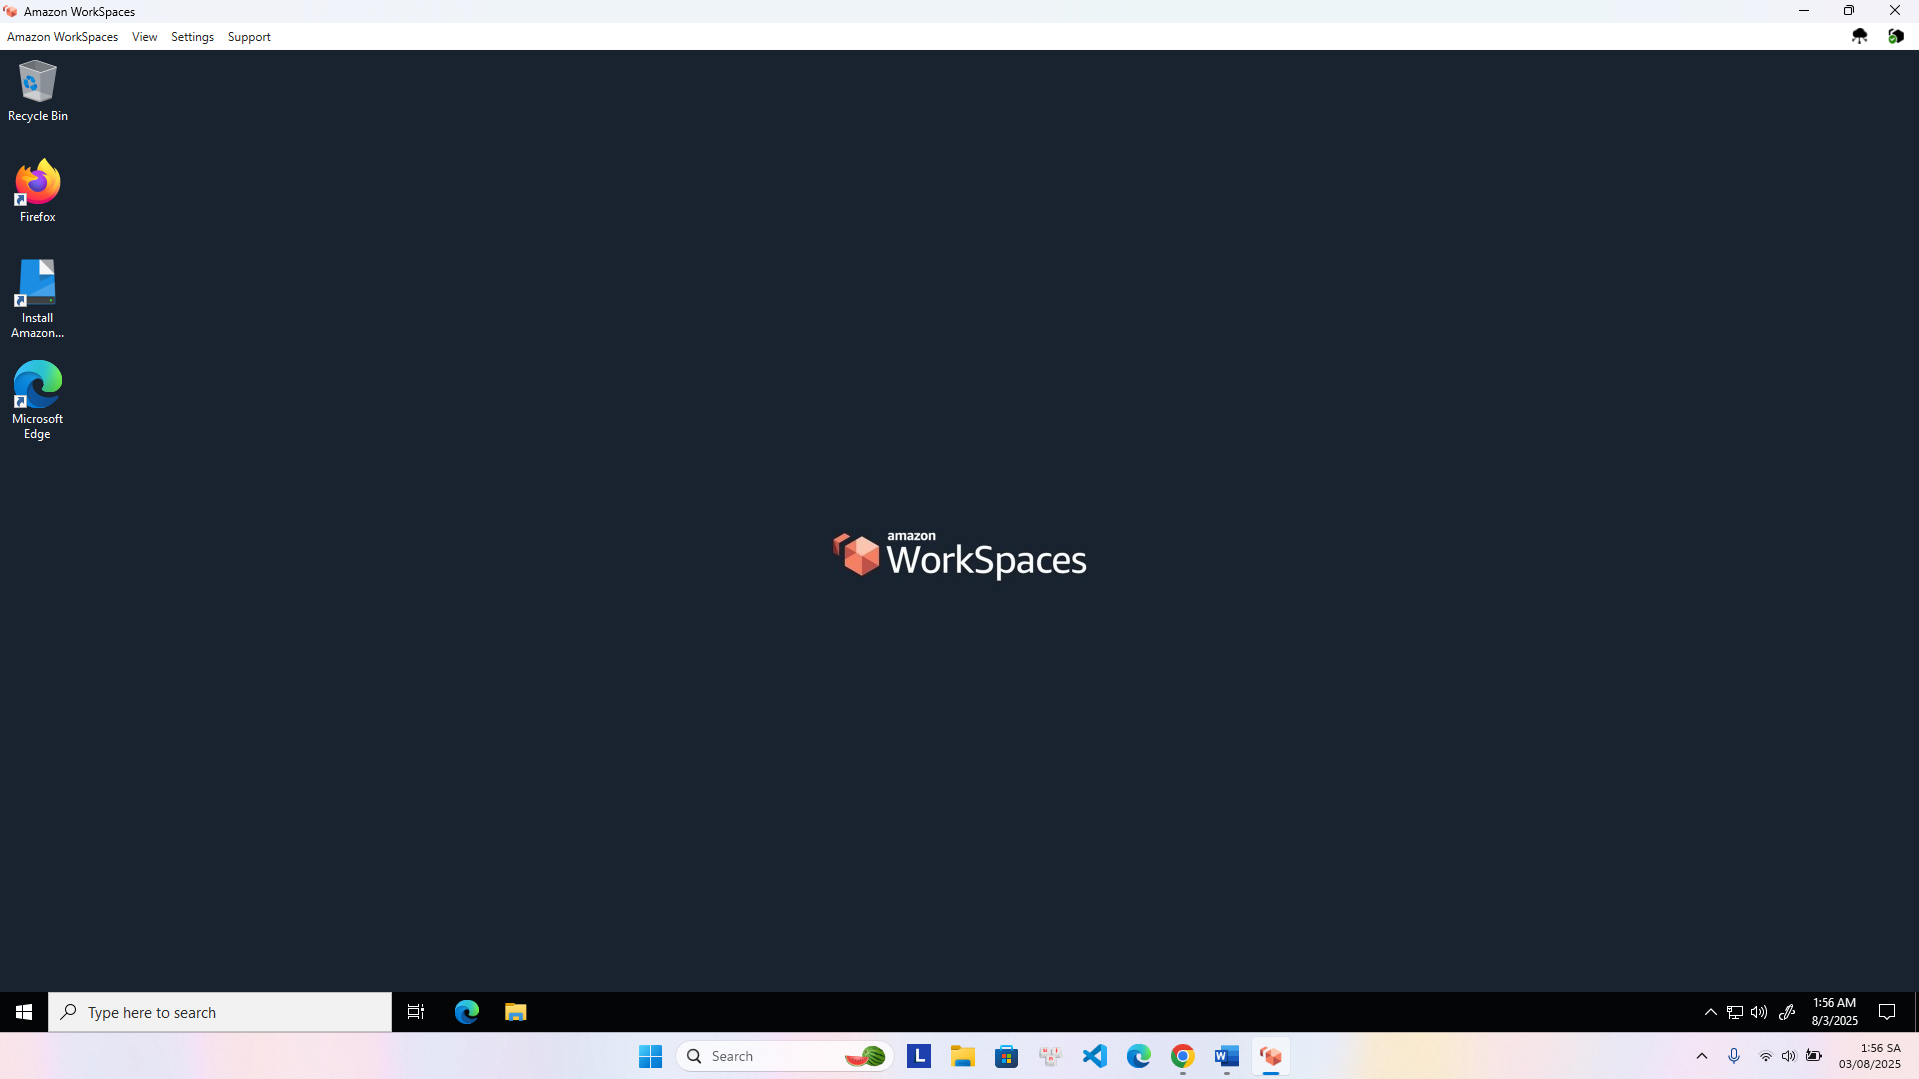 Amazon WorkSpaces
Amazon WorkSpaces View Settings Support
Recycle Bin
Firefox
Install
Amazon...
Microsoft
Edge
amazon
WorkSpaces
Type here to search
1:56 AM
8/3/2025
Search
L
W
1:56 SA
03/08/2025